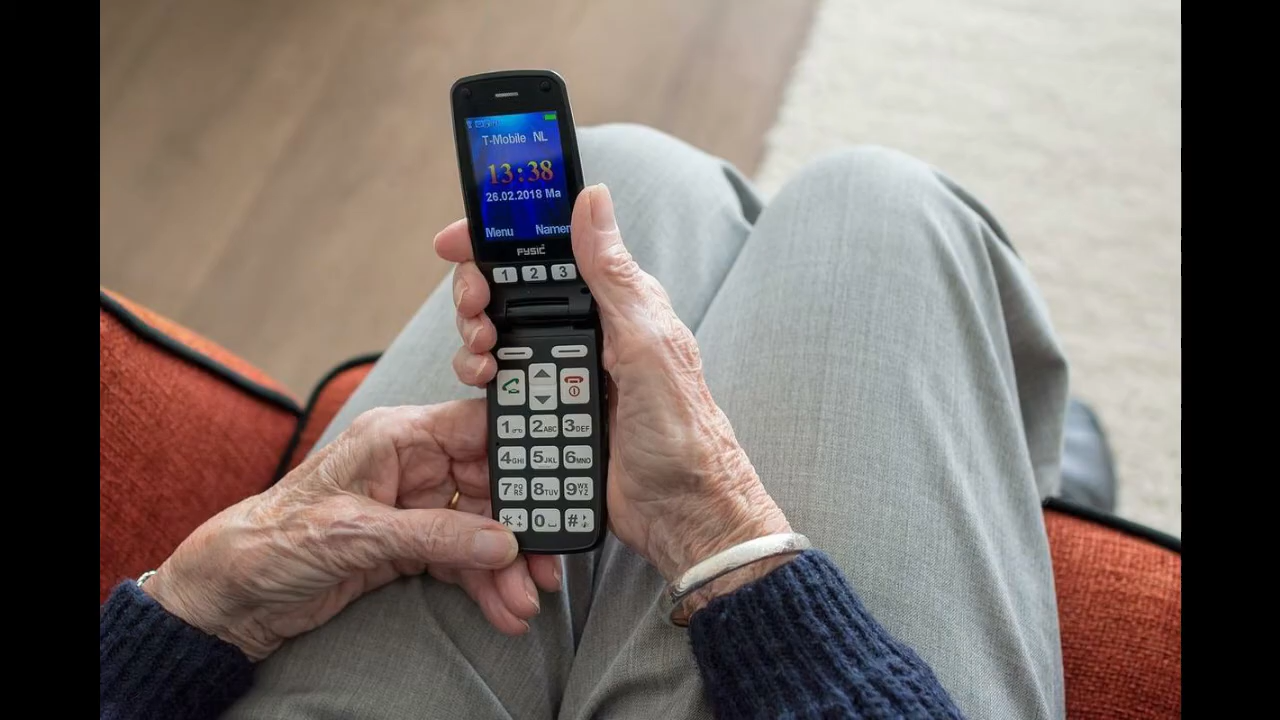 T-Mobile NL
13:38
26.02.2018 Ma
Menu Namen
FYSIC
1 2 3
1 2ABC 3DEF
4GHI 5JKL 6MNO
7PQRS 8TUV 9WXYZ
* 0 #